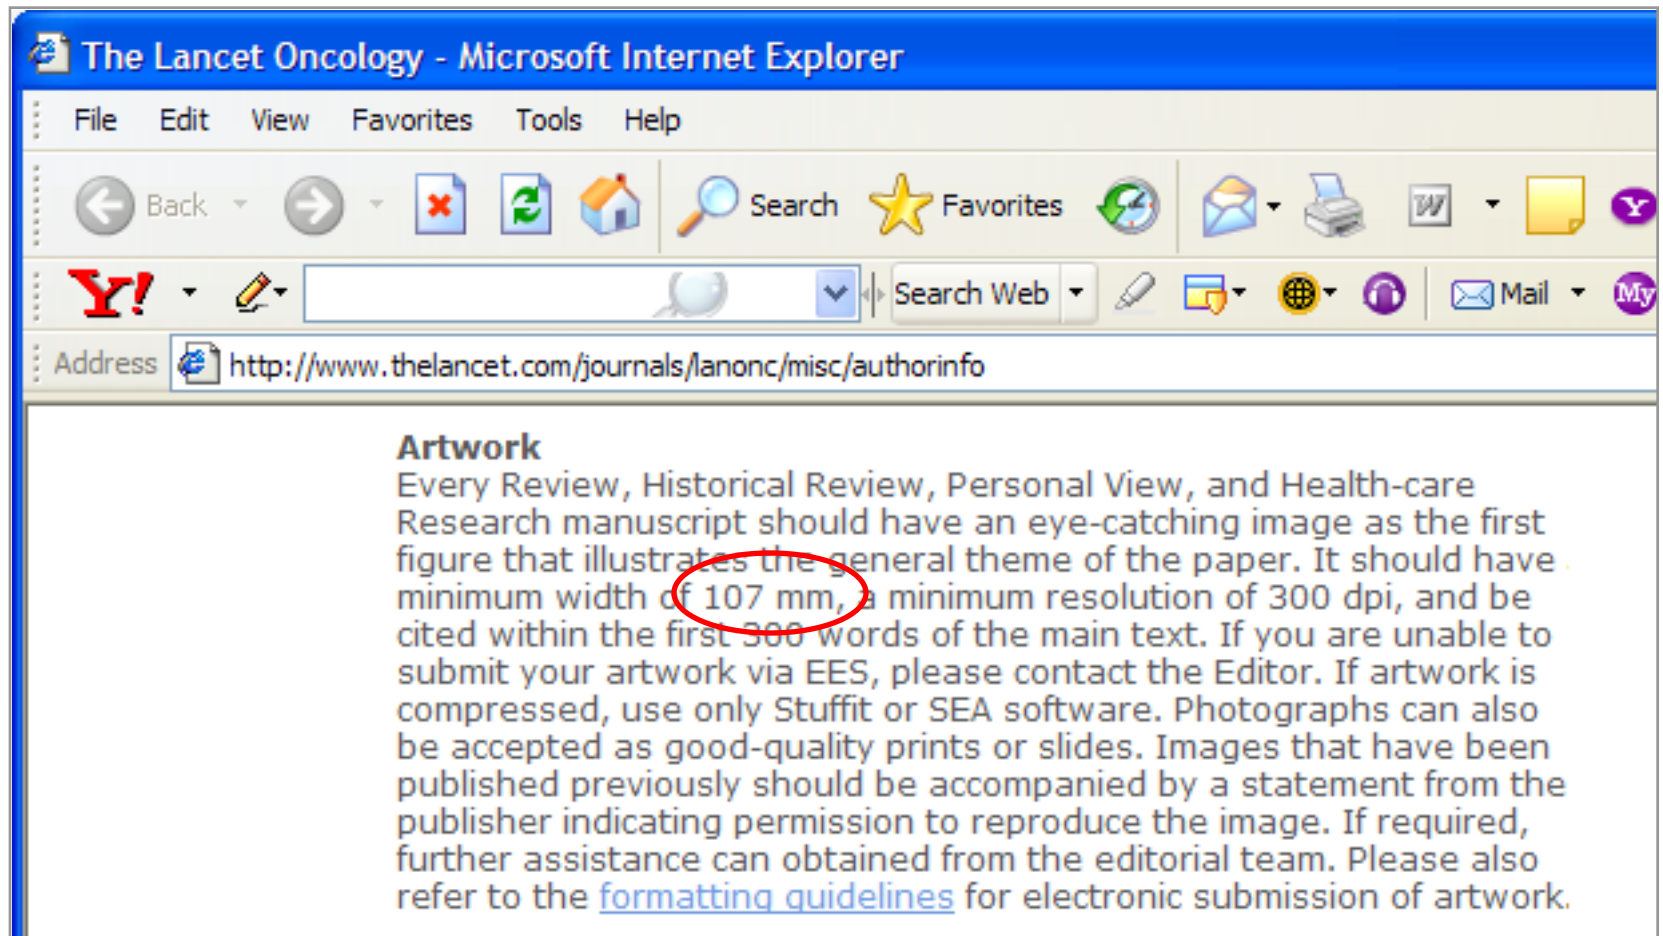 The Lancet Oncology - Microsoft Internet Explorer
File Edit View Favorites Tools Help
Back Search Favorites W Y
Y! Search Web Mail My
Address http://www.thelancet.com/journals/lanonc/misc/authorinfo
Artwork
Every Review, Historical Review, Personal View, and Health-care
Research manuscript should have an eye-catching image as the first
figure that illustrates the general theme of the paper. It should have
minimum width of 107 mm, a minimum resolution of 300 dpi, and be
cited within the first 300 words of the main text. If you are unable to
submit your artwork via EES, please contact the Editor. If artwork is
compressed, use only Stuffit or SEA software. Photographs can also
be accepted as good-quality prints or slides. Images that have been
published previously should be accompanied by a statement from the
publisher indicating permission to reproduce the image. If required,
further assistance can obtained from the editorial team. Please also
refer to the formatting guidelines for electronic submission of artwork.